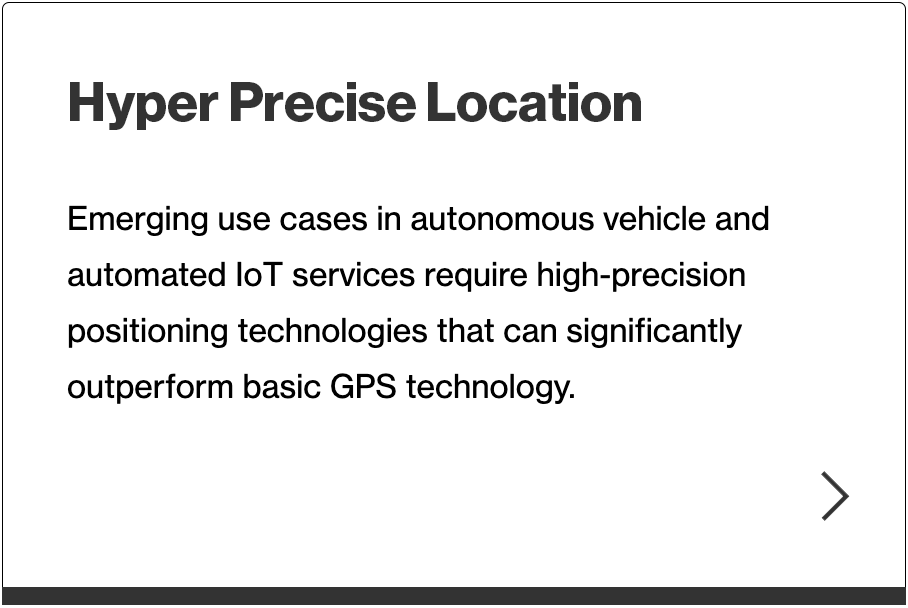 Hyper Precise Location
Emerging use cases in autonomous vehicle and
automated IoT services require high-precision
positioning technologies that can significantly
outperform basic GPS technology.